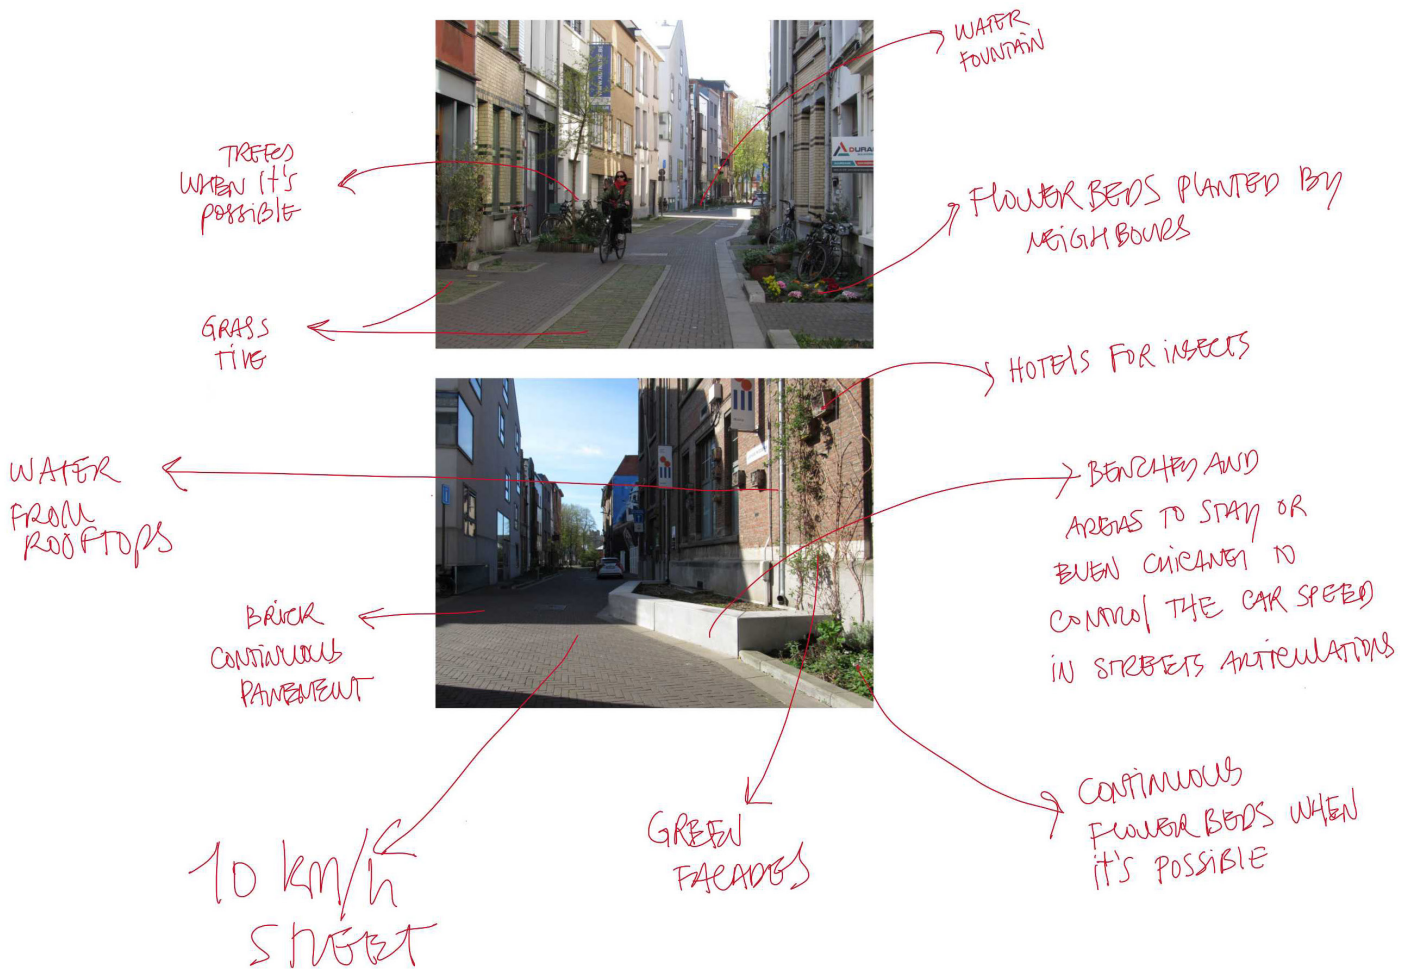 WATER
FOUNTAIN
TREES
WHEN IT'S
POSSIBLE
DURA
FLOWER BEDS PLANTED BY
NEIGHBOURS
GRASS
TILE
HOTELS FOR INSECTS
WATER
FROM
ROOFTOPS
BENCHES AND
AREAS TO STAY OR
EVEN CHICANES TO
CONTROL THE CAR SPEED
IN STREETS ARTICULATIONS
BRICK
CONTINUOUS
PAVEMENT
CONTINUOUS
FLOWER BEDS WHEN
IT'S POSSIBLE
GREEN
FACADES
10 km/h
STREET